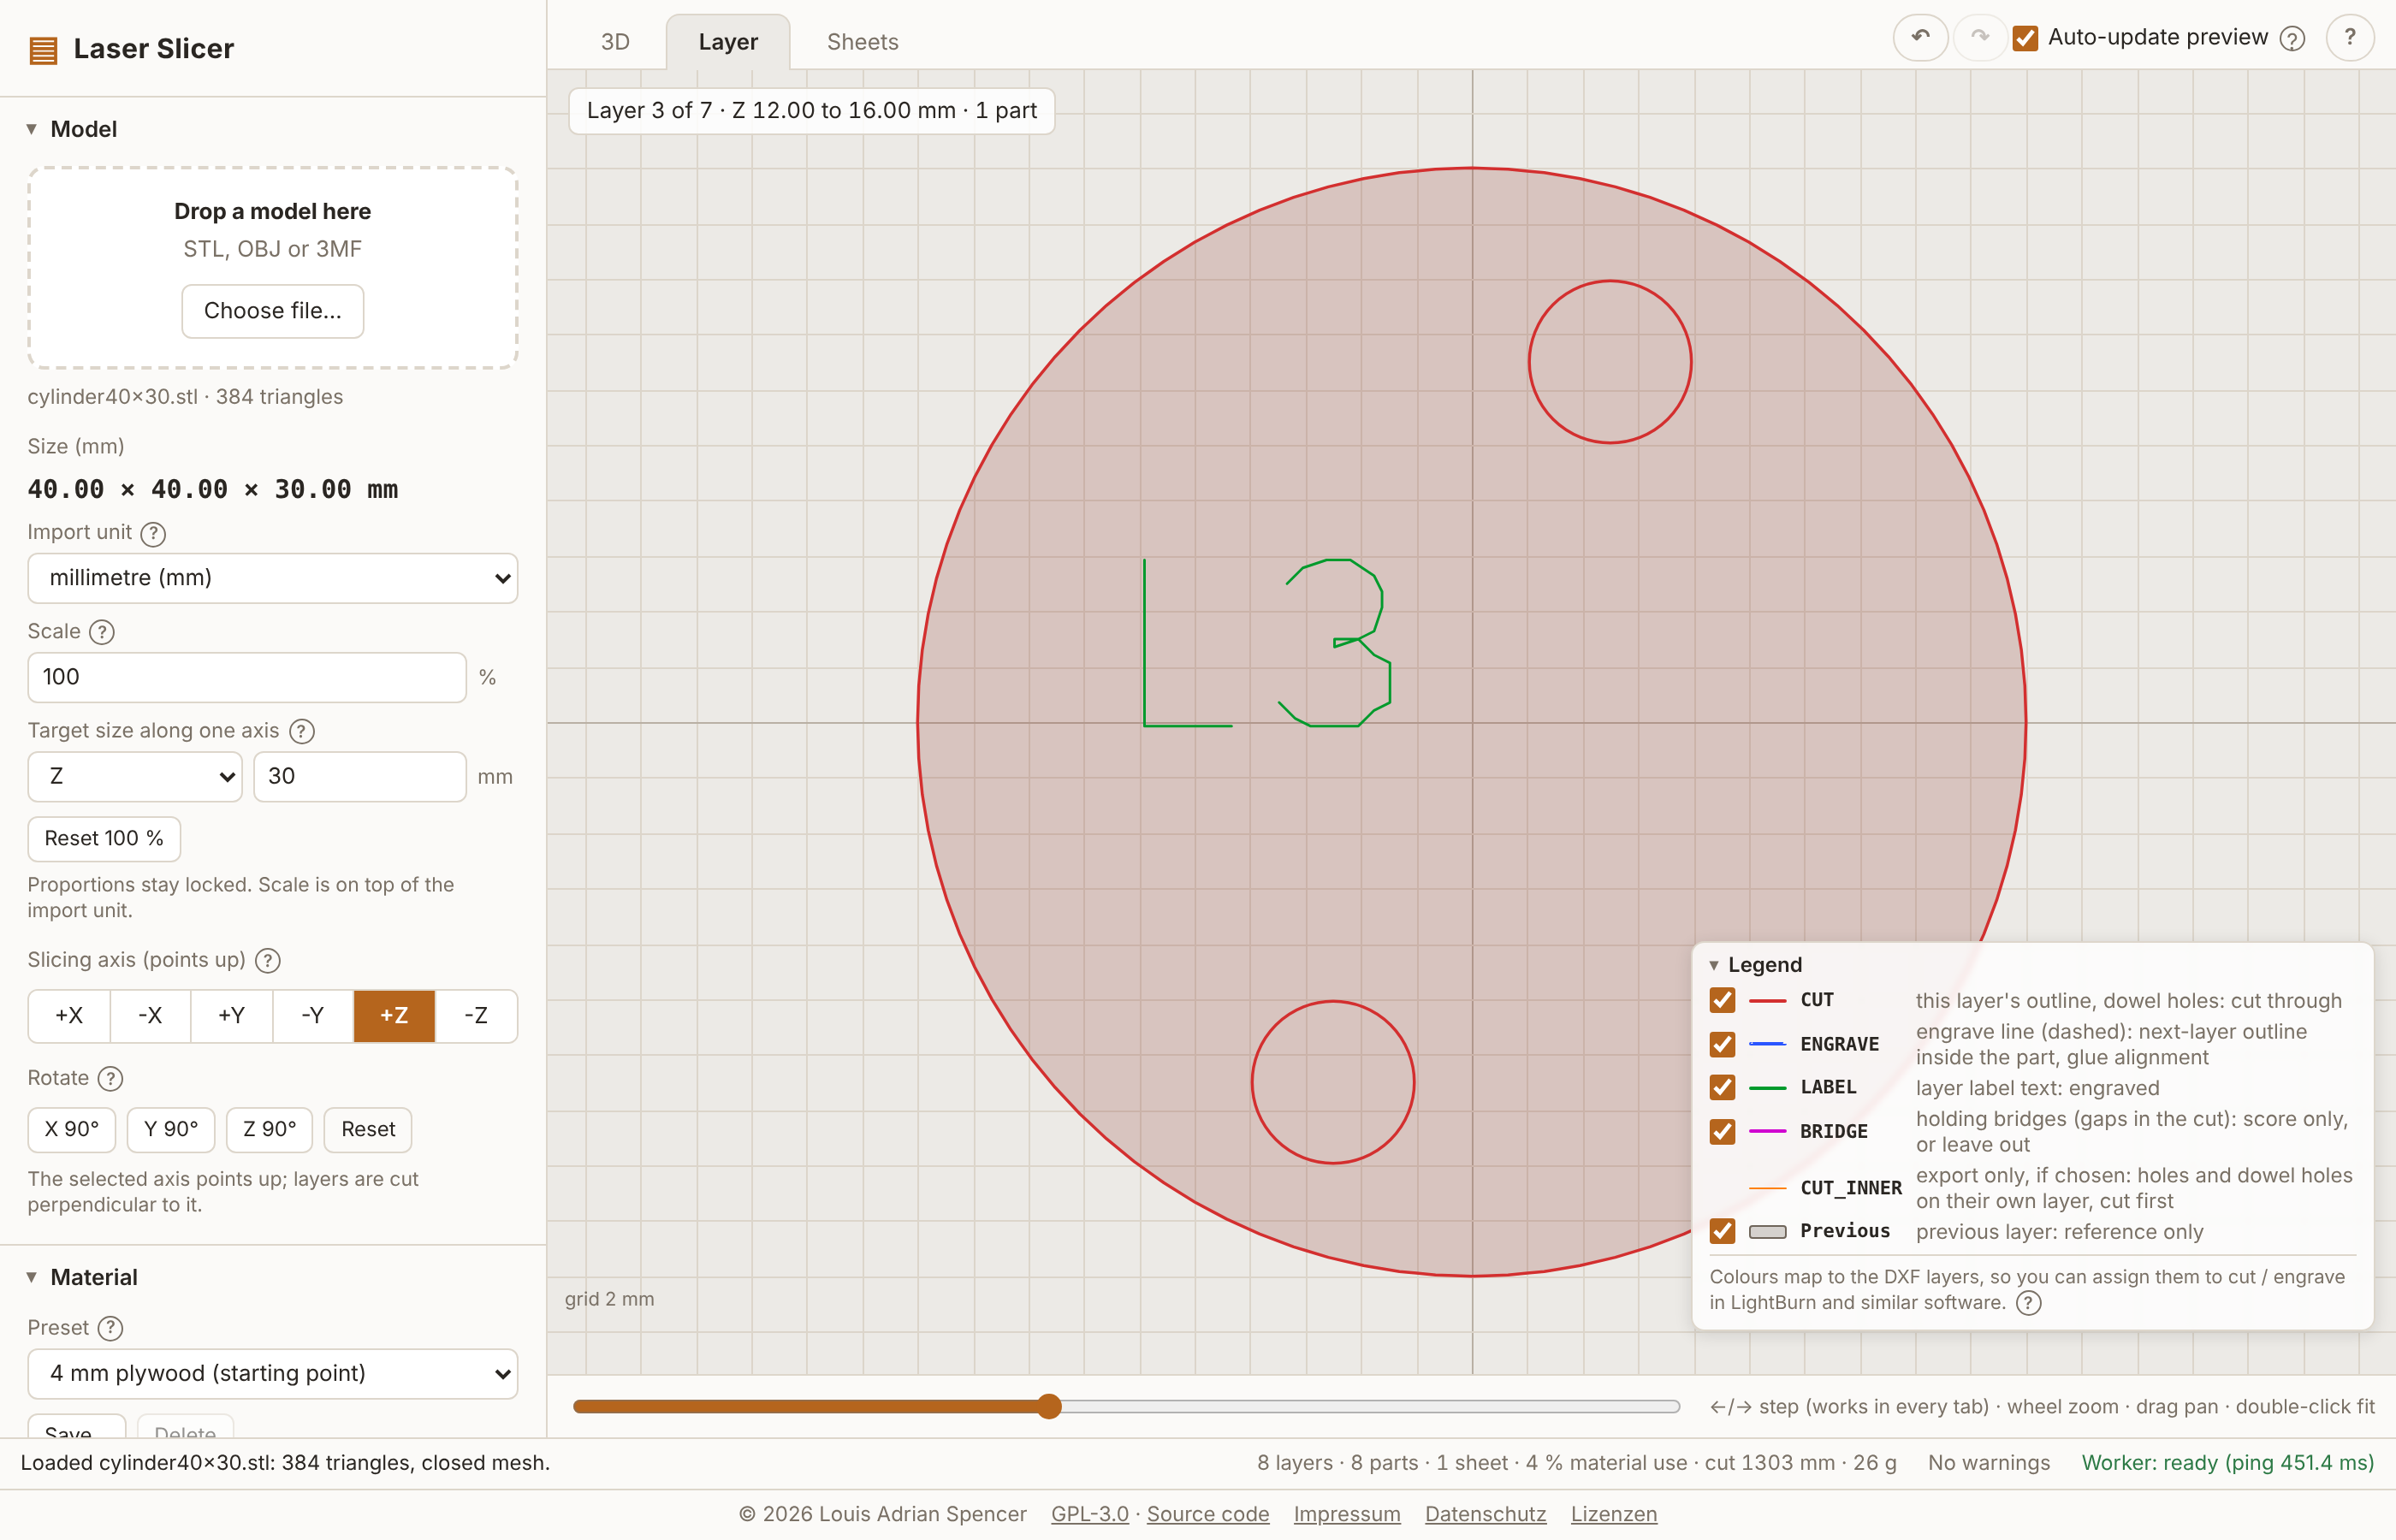 Laser Slicer
3D
Layer
Sheets
↶
↷
Auto-update preview ?
?
▼ Model
Drop a model here
STL, OBJ or 3MF
Choose file...
cylinder40×30.stl · 384 triangles
Size (mm)
40.00 × 40.00 × 30.00 mm
Import unit ?
millimetre (mm)
Scale ?
100 %
Target size along one axis ?
Z 30 mm
Reset 100 %
Proportions stay locked. Scale is on top of the
import unit.
Slicing axis (points up) ?
+X -X +Y -Y +Z -Z
Rotate ?
X 90° Y 90° Z 90° Reset
The selected axis points up; layers are cut
perpendicular to it.
▼ Material
Preset ?
4 mm plywood (starting point)
Save... Delete
Layer 3 of 7 · Z 12.00 to 16.00 mm · 1 part
L3
grid 2 mm
▼ Legend
CUT this layer's outline, dowel holes: cut through
ENGRAVE engrave line (dashed): next-layer outline
inside the part, glue alignment
LABEL layer label text: engraved
BRIDGE holding bridges (gaps in the cut): score only,
or leave out
CUT_INNER export only, if chosen: holes and dowel holes
on their own layer, cut first
Previous previous layer: reference only
Colours map to the DXF layers, so you can assign them to cut / engrave
in LightBurn and similar software. ?
←/→ step (works in every tab) · wheel zoom · drag pan · double-click fit
Loaded cylinder40×30.stl: 384 triangles, closed mesh.
8 layers · 8 parts · 1 sheet · 4 % material use · cut 1303 mm · 26 g
No warnings
Worker: ready (ping 451.4 ms)
© 2026 Louis Adrian Spencer GPL-3.0 · Source code Impressum Datenschutz Lizenzen